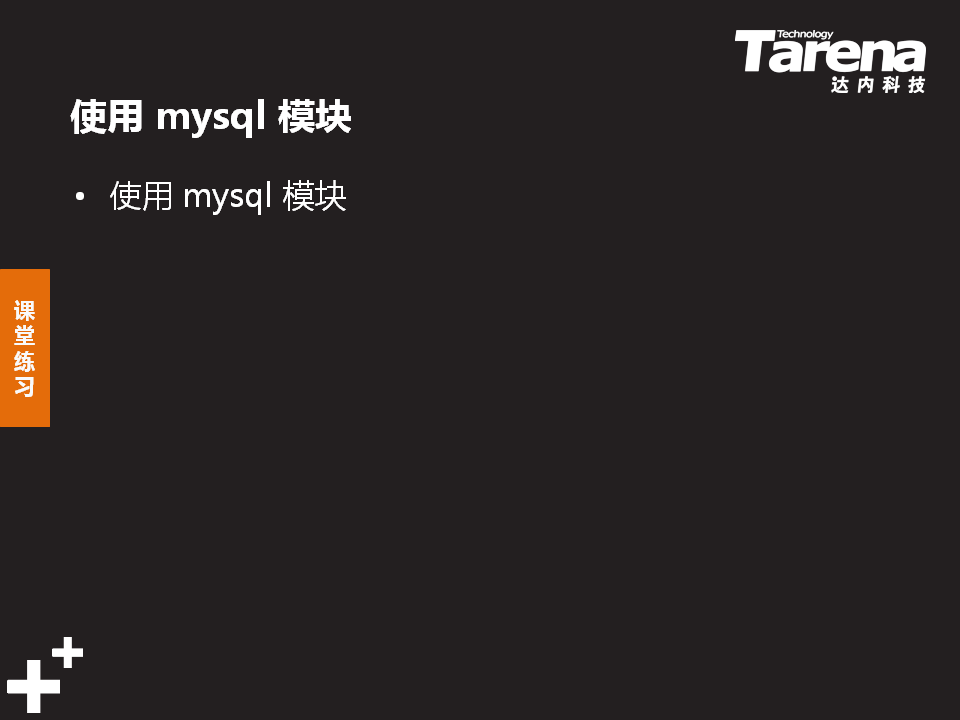 Technology
Tarena
达内科技
使用 mysql 模块
• 使用 mysql 模块
课堂练习